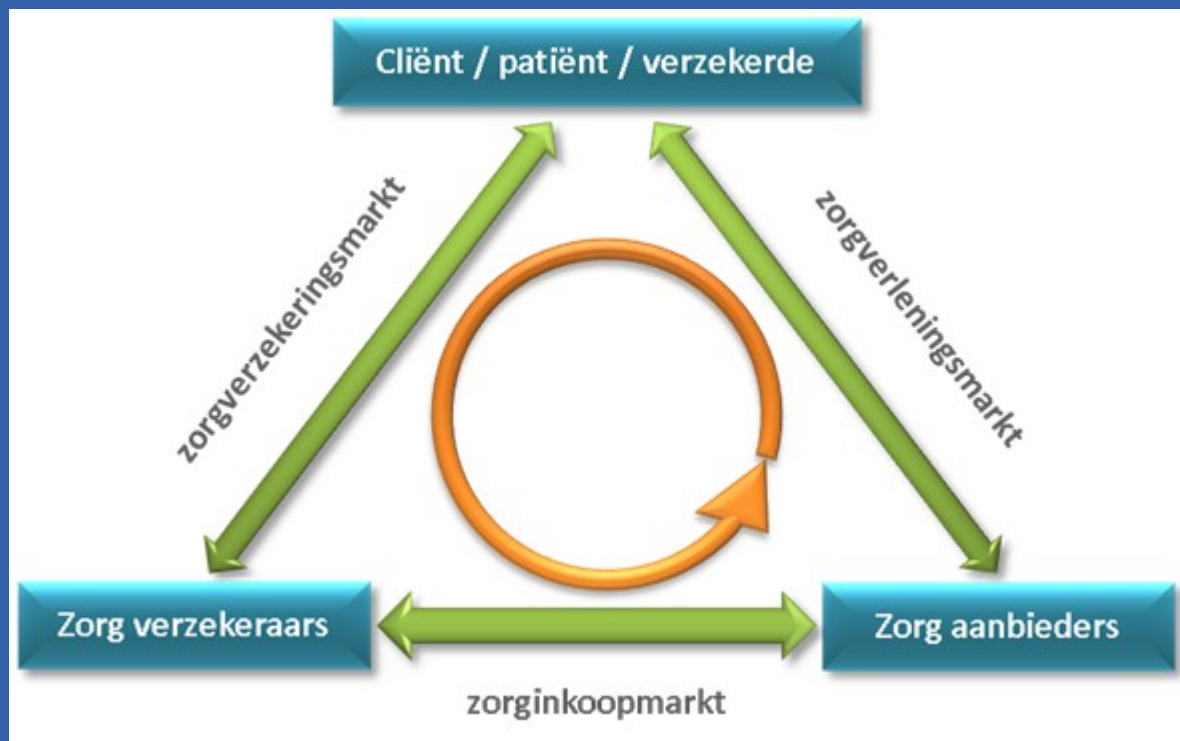 Cliënt / patiënt / verzekerde
zorgverzekeringsmarkt
zorgverleningsmarkt
Zorg verzekeraars
Zorg aanbieders
zorginkoopmarkt